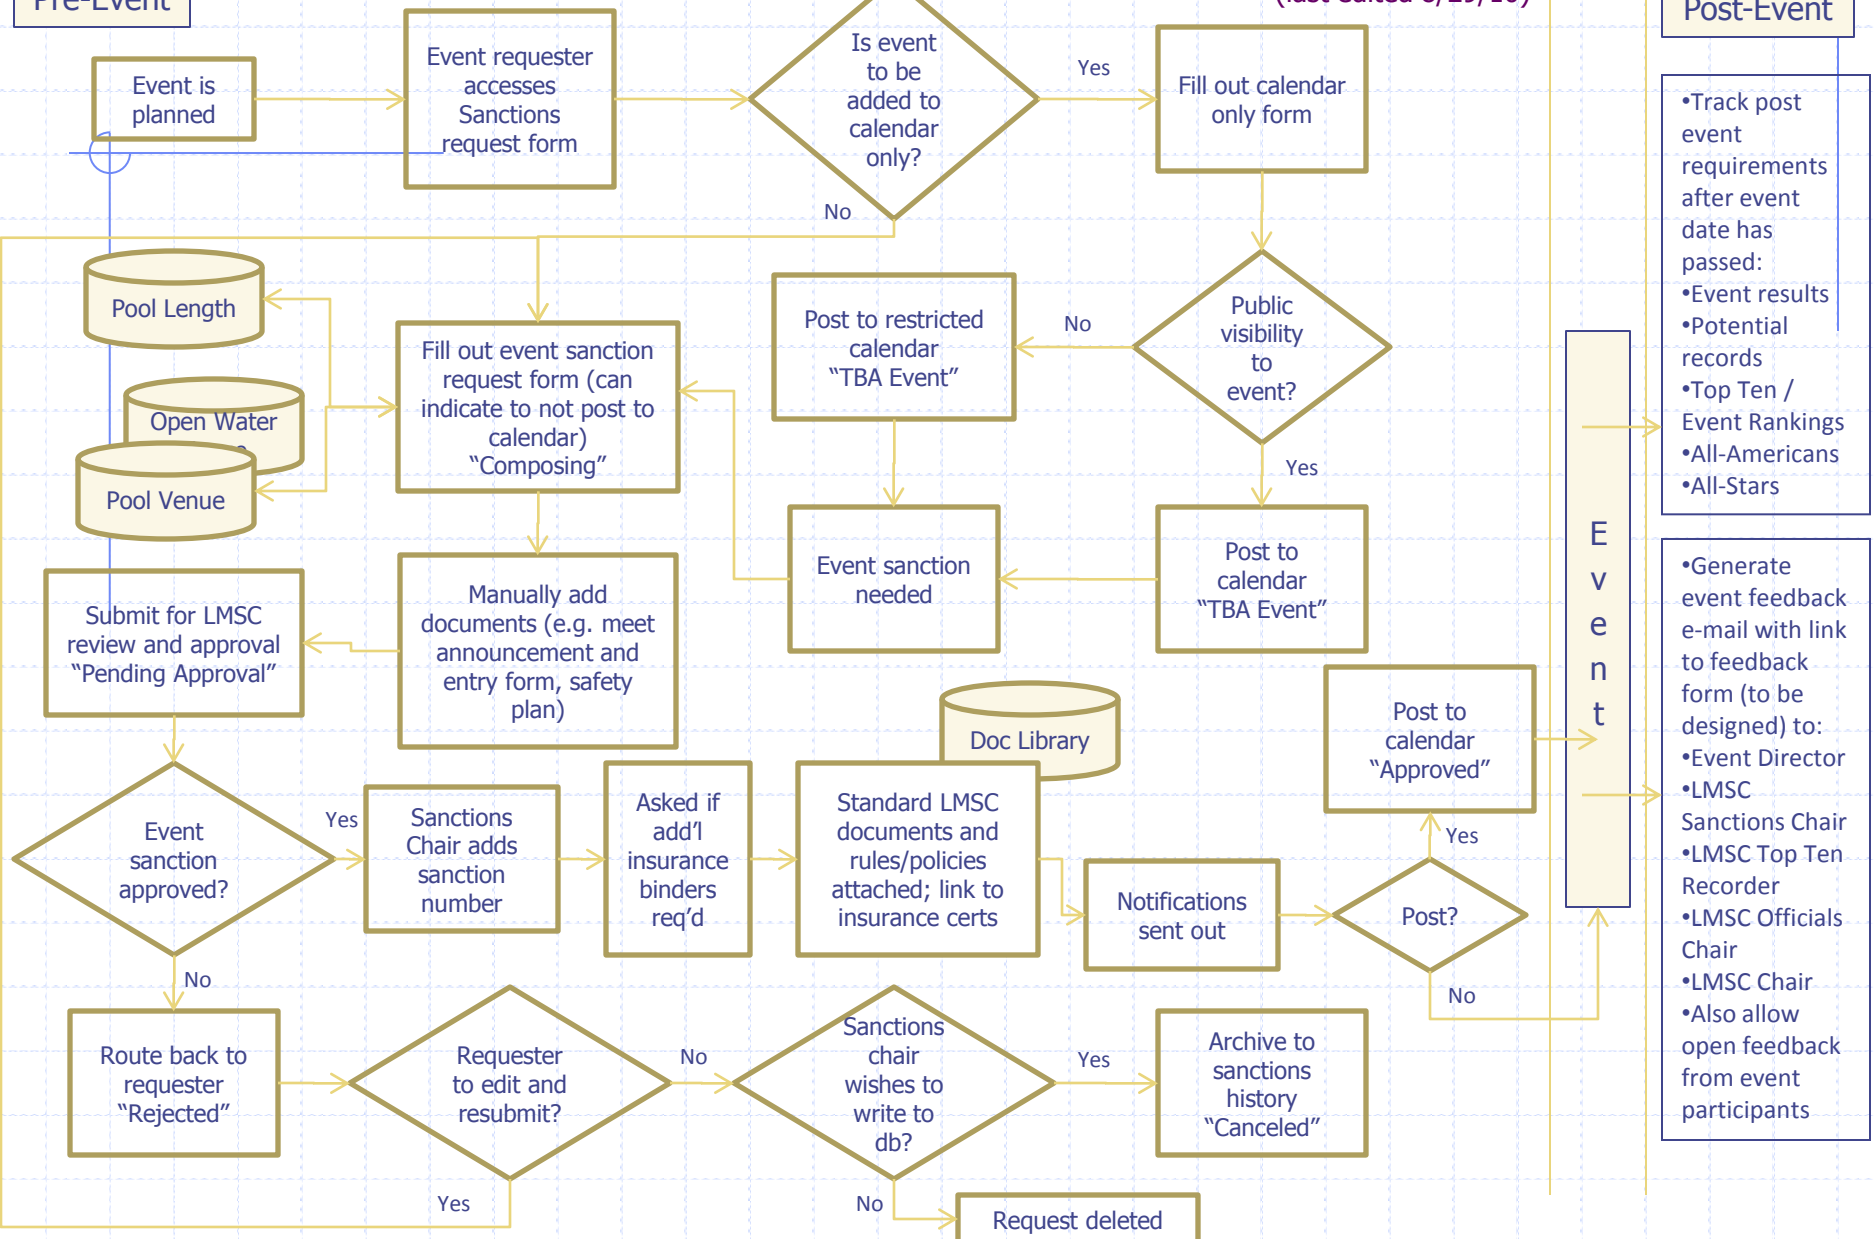 Pre-Event
(last edited 8/29/10)
Post-Event
Event is
planned
Event requester
accesses
Sanctions
request form
Is event
to be
added to
calendar
only?
Yes
Fill out calendar
only form
No
Pool Length
Open Water
Pool Venue
Fill out event sanction
request form (can
indicate to not post to
calendar)
“Composing”
Post to restricted
calendar
“TBA Event”
No
Public
visibility
to
event?
Yes
Event sanction
needed
Post to
calendar
“TBA Event”
Submit for LMSC
review and approval
“Pending Approval”
Manually add
documents (e.g. meet
announcement and
entry form, safety
plan)
Doc Library
Post to
calendar
“Approved”
Yes
Event
sanction
approved?
Yes
Sanctions
Chair adds
sanction
number
Asked if
add’l
insurance
binders
req’d
Standard LMSC
documents and
rules/policies
attached; link to
insurance certs
Notifications
sent out
Post?
No
No
Route back to
requester
“Rejected”
Requester
to edit and
resubmit?
No
Sanctions
chair
wishes to
write to
db?
Yes
Archive to
sanctions
history
“Canceled”
Yes
No
Request deleted
E
v
e
n
t
•Track post
event
requirements
after event
date has
passed:
•Event results
•Potential
records
•Top Ten /
Event Rankings
•All-Americans
•All-Stars
•Generate
event feedback
e-mail with link
to feedback
form (to be
designed) to:
•Event Director
•LMSC
Sanctions Chair
•LMSC Top Ten
Recorder
•LMSC Officials
Chair
•LMSC Chair
•Also allow
open feedback
from event
participants